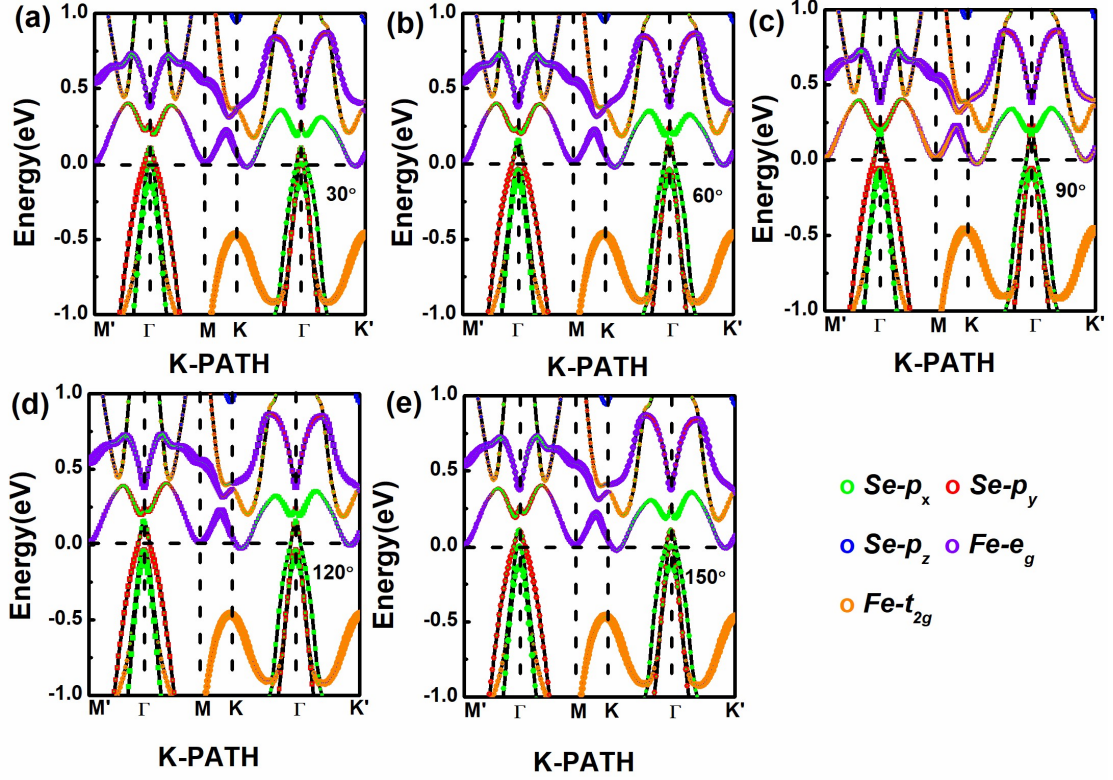 (a)
Energy(eV)
1.0
0.5
0.0
-0.5
-1.0
30°
M' Γ M K Γ K'
K-PATH
(b)
Energy(eV)
1.0
0.5
0.0
-0.5
-1.0
60°
M' Γ M K Γ K'
K-PATH
(c)
Energy(eV)
1.0
0.5
0.0
-0.5
-1.0
90°
M' Γ M K Γ K'
K-PATH
(d)
Energy(eV)
1.0
0.5
0.0
-0.5
-1.0
120°
M' Γ M K Γ K'
K-PATH
(e)
Energy(eV)
1.0
0.5
0.0
-0.5
-1.0
150°
M' Γ M K Γ K'
K-PATH
Se-px Se-py
Se-pz Fe-eg
Fe-t2g